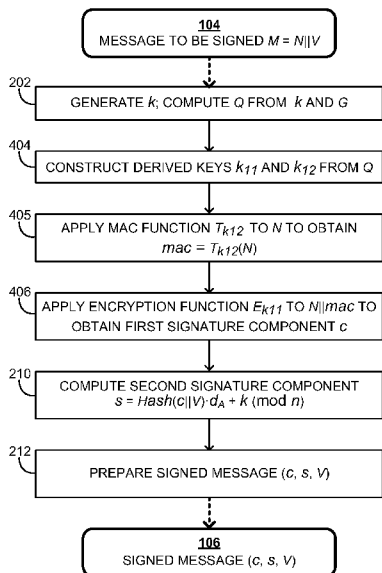 104
MESSAGE TO BE SIGNED M = N||V
202
GENERATE k; COMPUTE Q FROM k AND G
404
CONSTRUCT DERIVED KEYS k11 AND k12 FROM Q
405
APPLY MAC FUNCTION Tk12 TO N TO OBTAIN
mac = Tk12(N)
406
APPLY ENCRYPTION FUNCTION Ek11 TO N||mac TO
OBTAIN FIRST SIGNATURE COMPONENT c
210
COMPUTE SECOND SIGNATURE COMPONENT
s = Hash(c||V)·dA + k (mod n)
212
PREPARE SIGNED MESSAGE (c, s, V)
106
SIGNED MESSAGE (c, s, V)